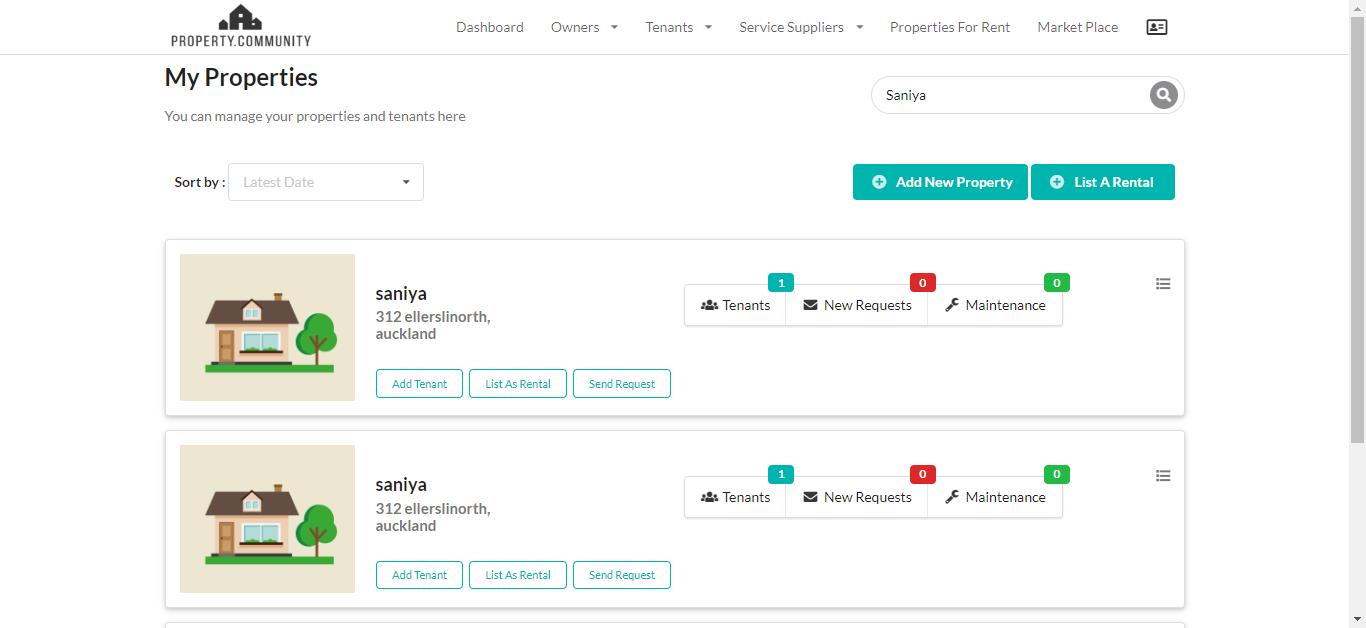 PROPERTY.COMMUNITY
Dashboard Owners Tenants Service Suppliers Properties For Rent Market Place
My Properties
Saniya
You can manage your properties and tenants here
Sort by : Latest Date Add New Property List A Rental
1 0 0
saniya
Tenants New Requests Maintenance
312 ellerslinorth,
auckland
Add Tenant List As Rental Send Request
1 0 0
saniya
Tenants New Requests Maintenance
312 ellerslinorth,
auckland
Add Tenant List As Rental Send Request